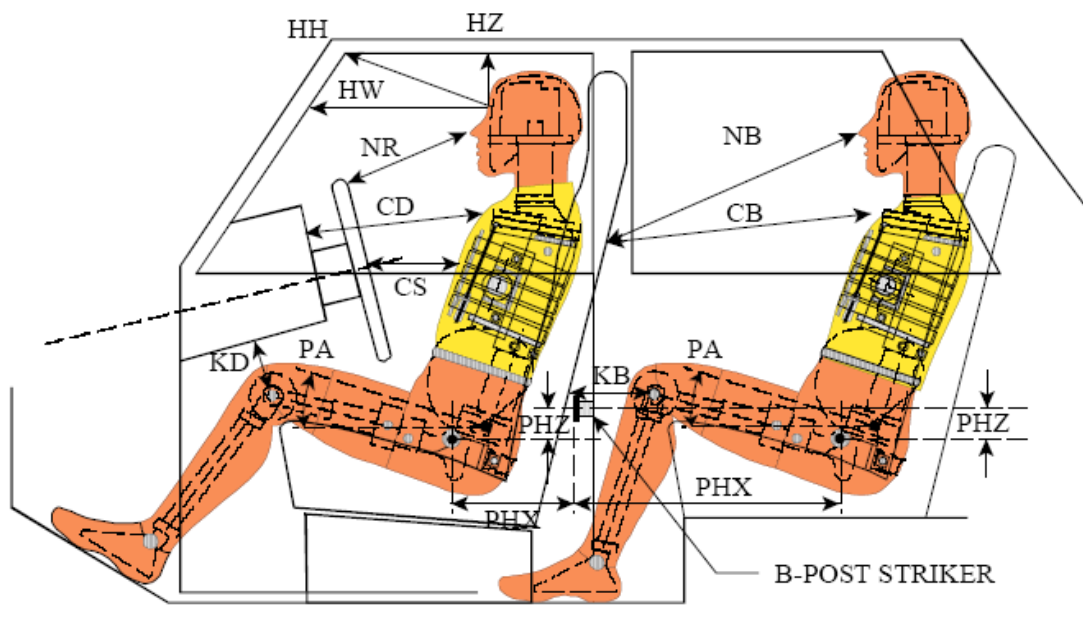 HZ
HH
HW
NR
NB
CD
CB
CS
KD
PA
KB
PA
PHZ
PHZ
PHX
PHX
B-POST STRIKER